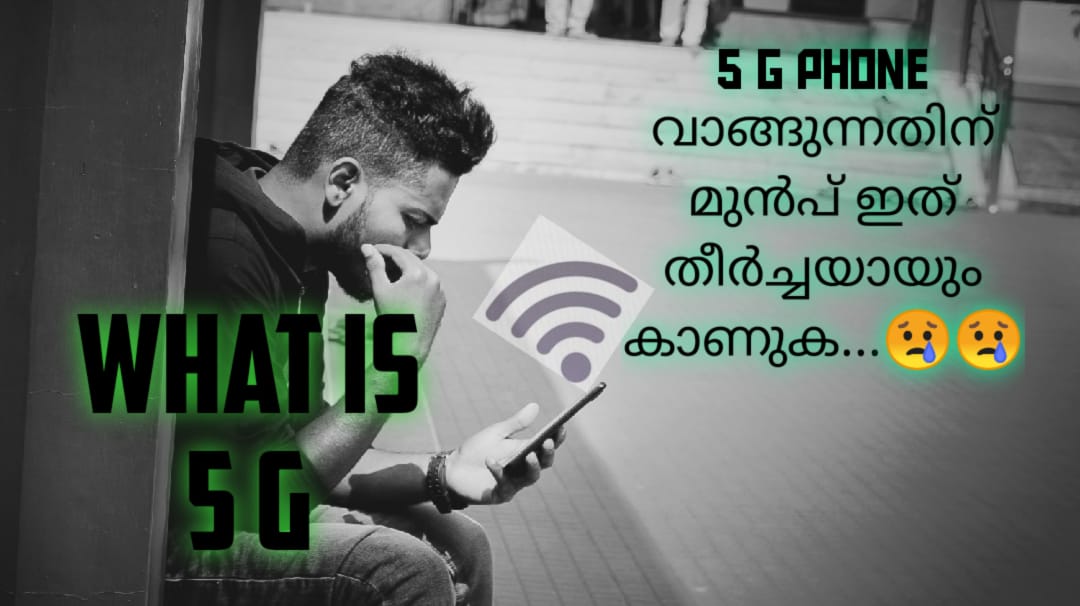 5 G PHONE
വാങ്ങുന്നതിന്
മുൻപ് ഇത്
തീർച്ചയായും
കാണുക...😢😢
WHAT IS
5 G